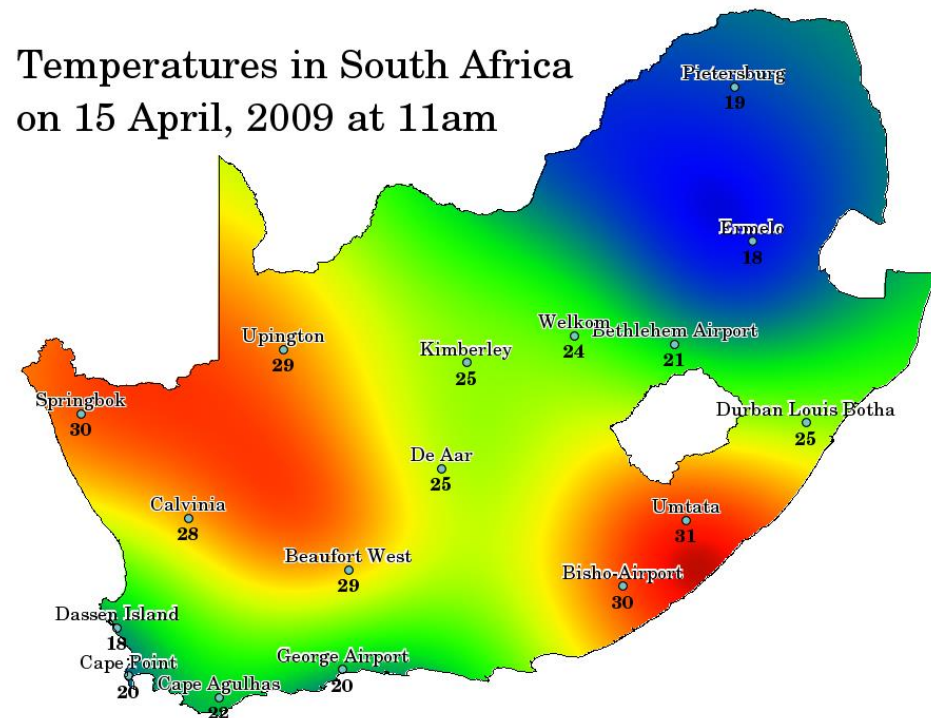 Temperatures in South Africa
on 15 April, 2009 at 11am
Pietersburg
19
Ermelo
18
Welkom
24
Bethlehem Airport
21
Upington
29
Kimberley
25
Springbok
30
Durban Louis Botha
25
De Aar
25
Calvinia
28
Umtata
31
Beaufort West
29
Bisho-Airport
30
Dassen Island
18
Cape Point
20
George Airport
20
Cape Agulhas
22